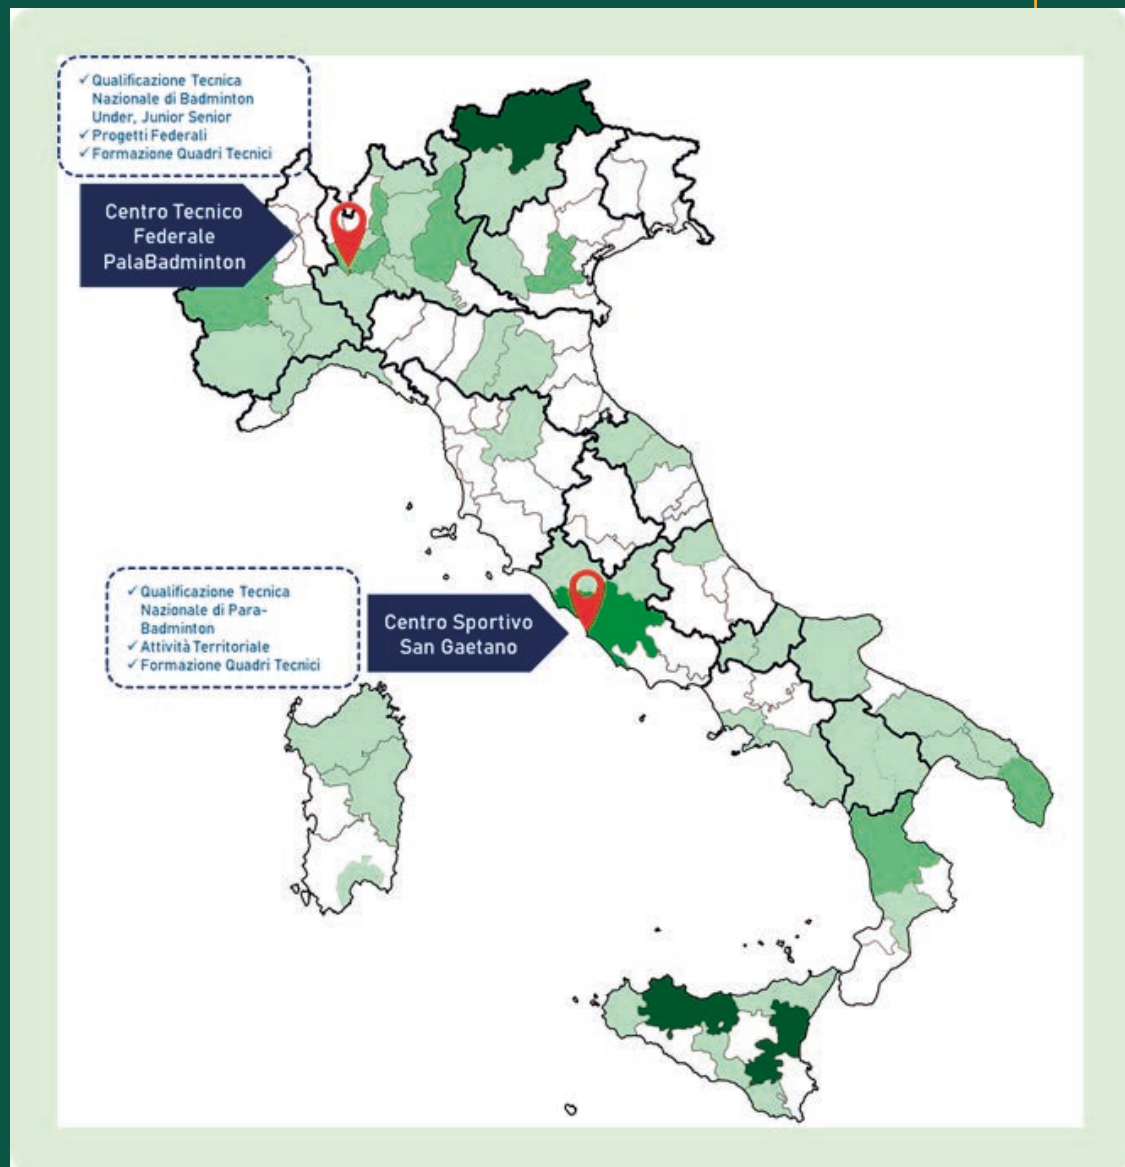 ✓Qualificazione Tecnica
Nazionale di Badminton
Under, Junior Senior
✓Progetti Federali
✓Formazione Quadri Tecnici
Centro Tecnico
Federale
PalaBadminton
✓Qualificazione Tecnica
Nazionale di Para-
Badminton
✓Attività Territoriale
✓Formazione Quadri Tecnici
Centro Sportivo
San Gaetano